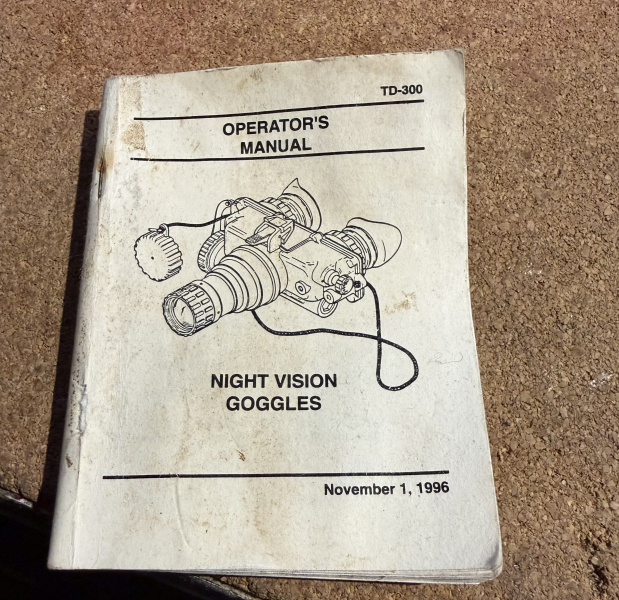 TD-300
OPERATOR'S
MANUAL
NIGHT VISION
GOGGLES
November 1, 1996